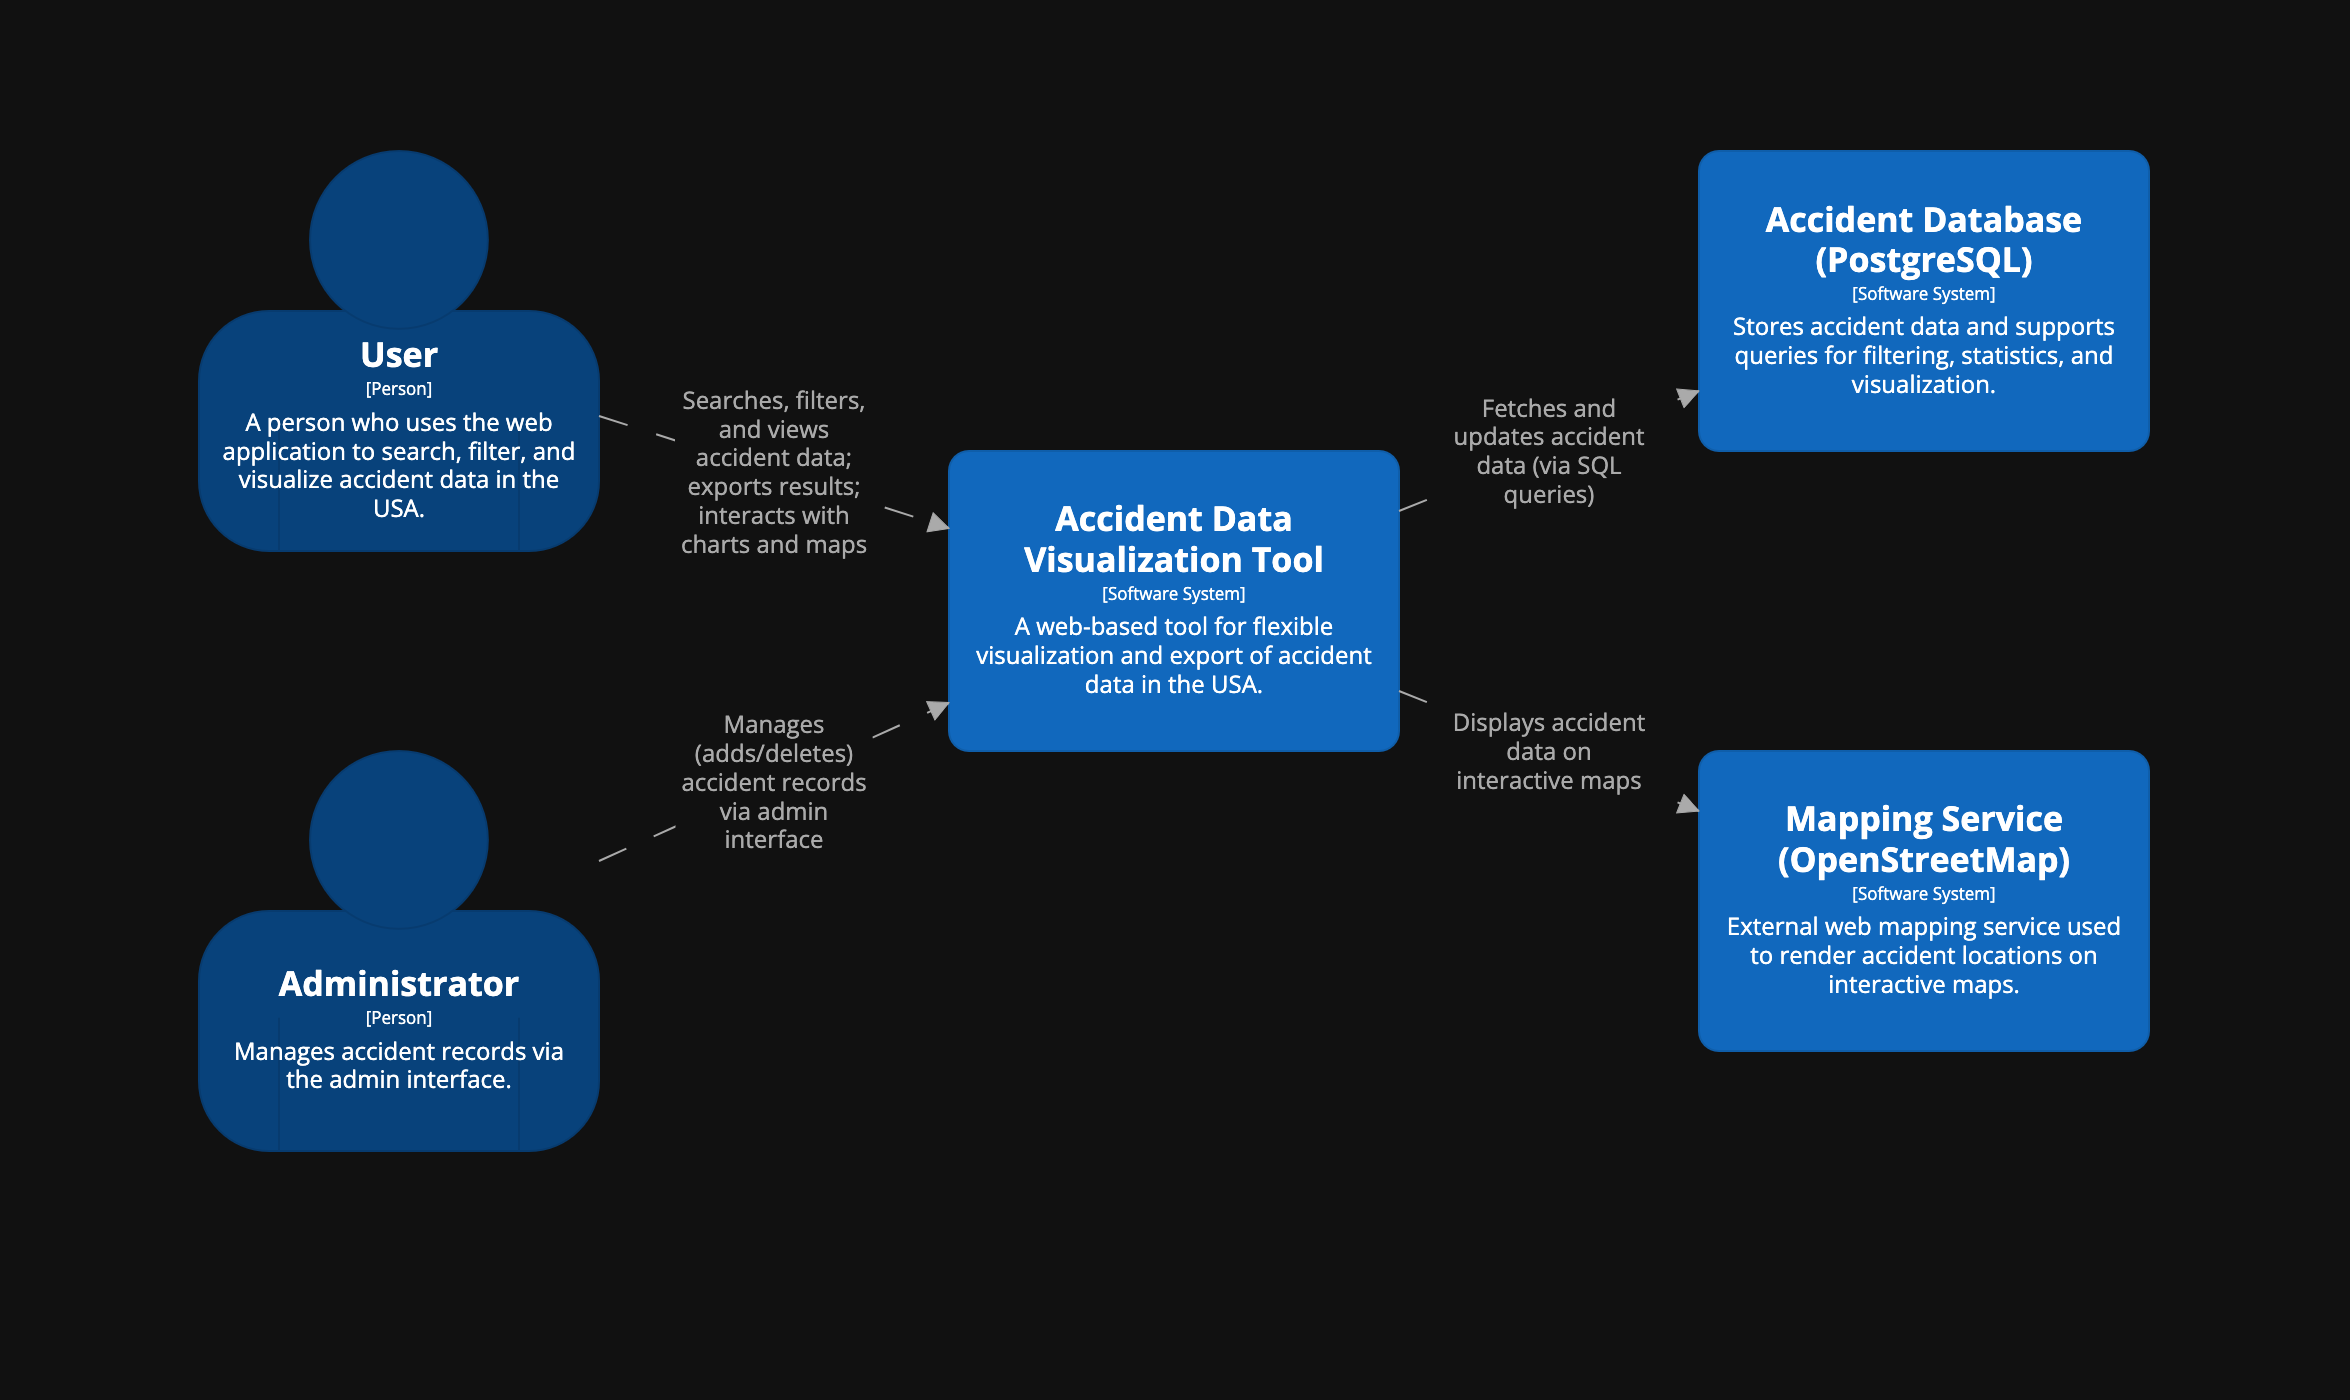 User
[Person]
A person who uses the web
application to search, filter, and
visualize accident data in the
USA.
Searches, filters,
and views
accident data;
exports results;
interacts with
charts and maps
Administrator
[Person]
Manages accident records via
the admin interface.
Manages
(adds/deletes)
accident records
via admin
interface
Accident Data
Visualization Tool
[Software System]
A web-based tool for flexible
visualization and export of accident
data in the USA.
Fetches and
updates accident
data (via SQL
queries)
Displays accident
data on
interactive maps
Accident Database
(PostgreSQL)
[Software System]
Stores accident data and supports
queries for filtering, statistics, and
visualization.
Mapping Service
(OpenStreetMap)
[Software System]
External web mapping service used
to render accident locations on
interactive maps.